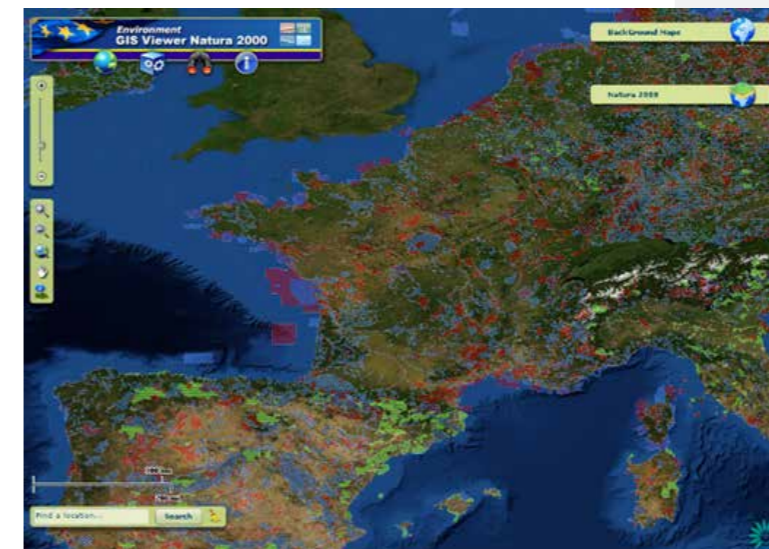 Environment
GIS Viewer Natura 2000
BackGround Maps
Natura 2000
Find a location...
Search